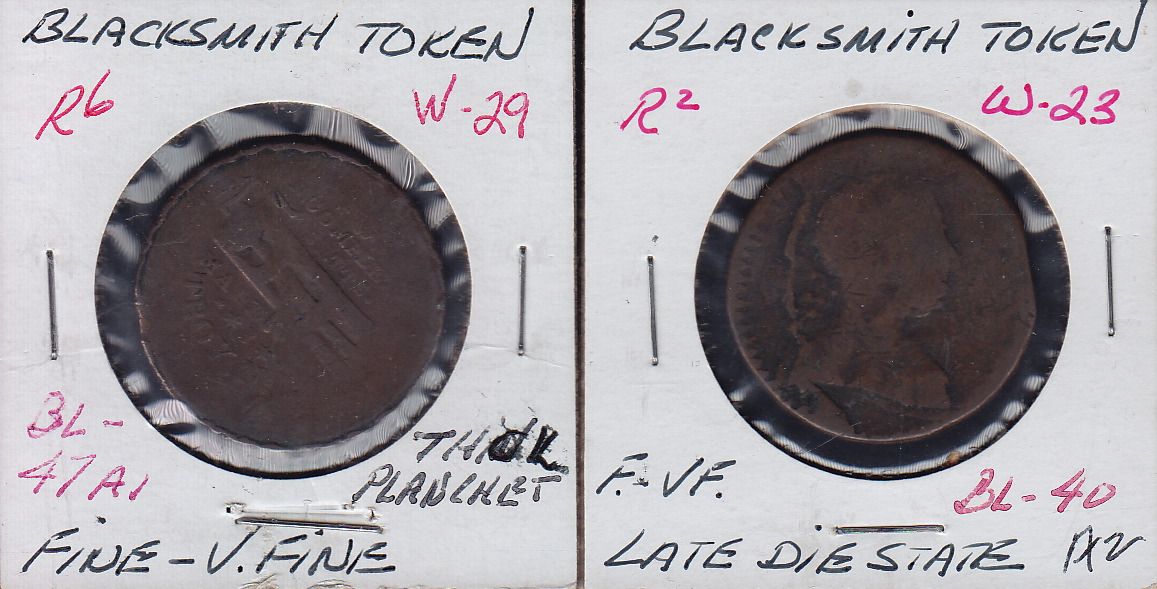 BLACKSMITH TOKEN
R6 W-29
BL-
47A1
THICK
PLANCHET
FINE - V. FINE
BLACKSMITH TOKEN
R2 W-23
F.-VF.
BL-40
LATE DIE STATE